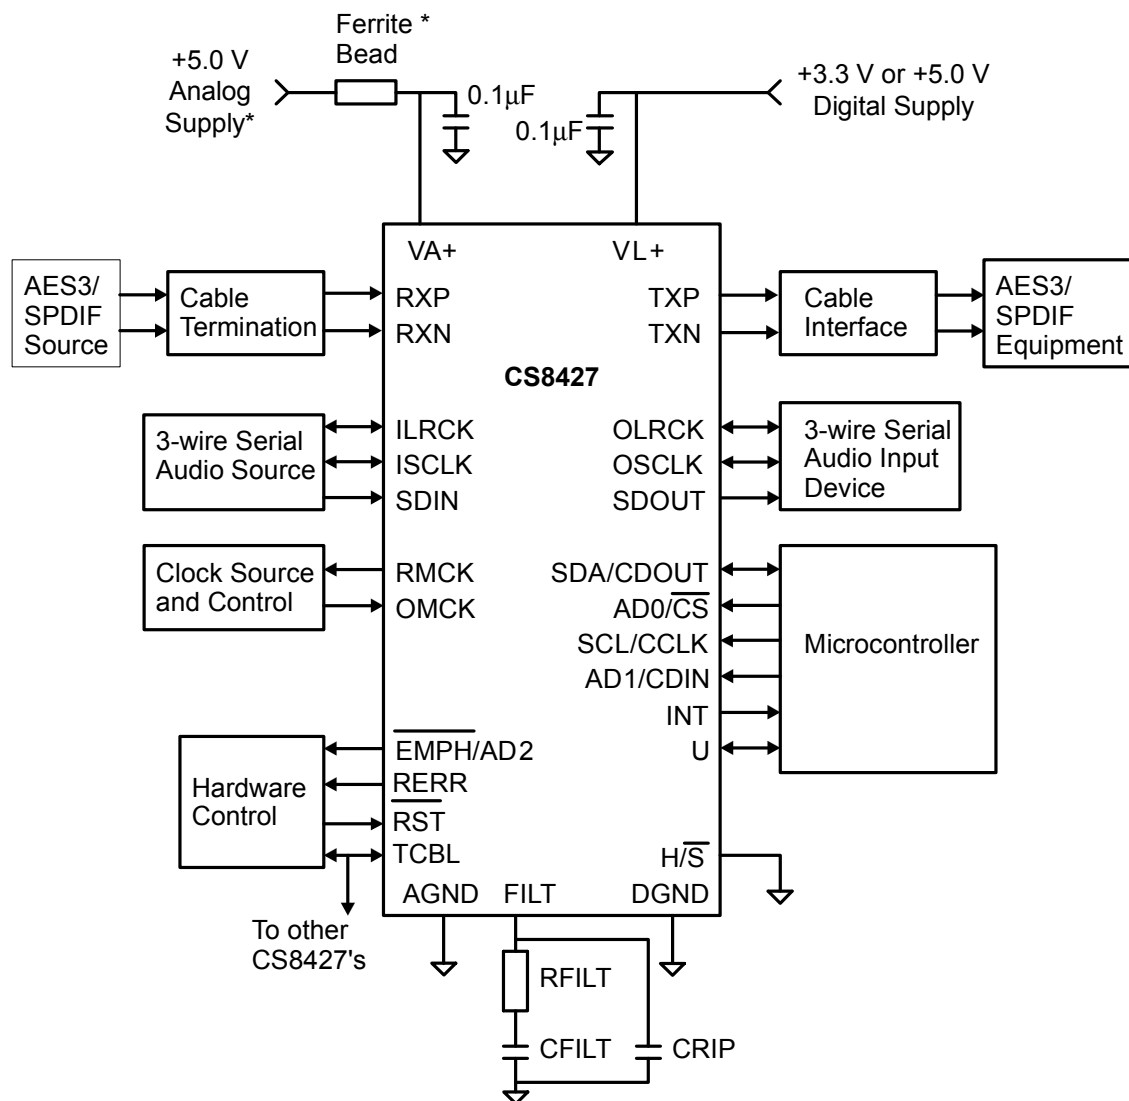 Ferrite *
Bead
+5.0 V
Analog
Supply*
0.1µF
0.1µF
+3.3 V or +5.0 V
Digital Supply
VA+
VL+
AES3/
SPDIF
Source
Cable
Termination
RXP
RXN
TXP
TXN
Cable
Interface
AES3/
SPDIF
Equipment
CS8427
3-wire Serial
Audio Source
ILRCK
ISCLK
SDIN
OLRCK
OSCLK
SDOUT
3-wire Serial
Audio Input
Device
Clock Source
and Control
RMCK
OMCK
SDA/CDOUT
AD0/CS
SCL/CCLK
AD1/CDIN
INT
U
Microcontroller
Hardware
Control
EMPH/AD2
RERR
RST
TCBL
H/S
AGND
FILT
DGND
To other
CS8427's
RFILT
CFILT
CRIP